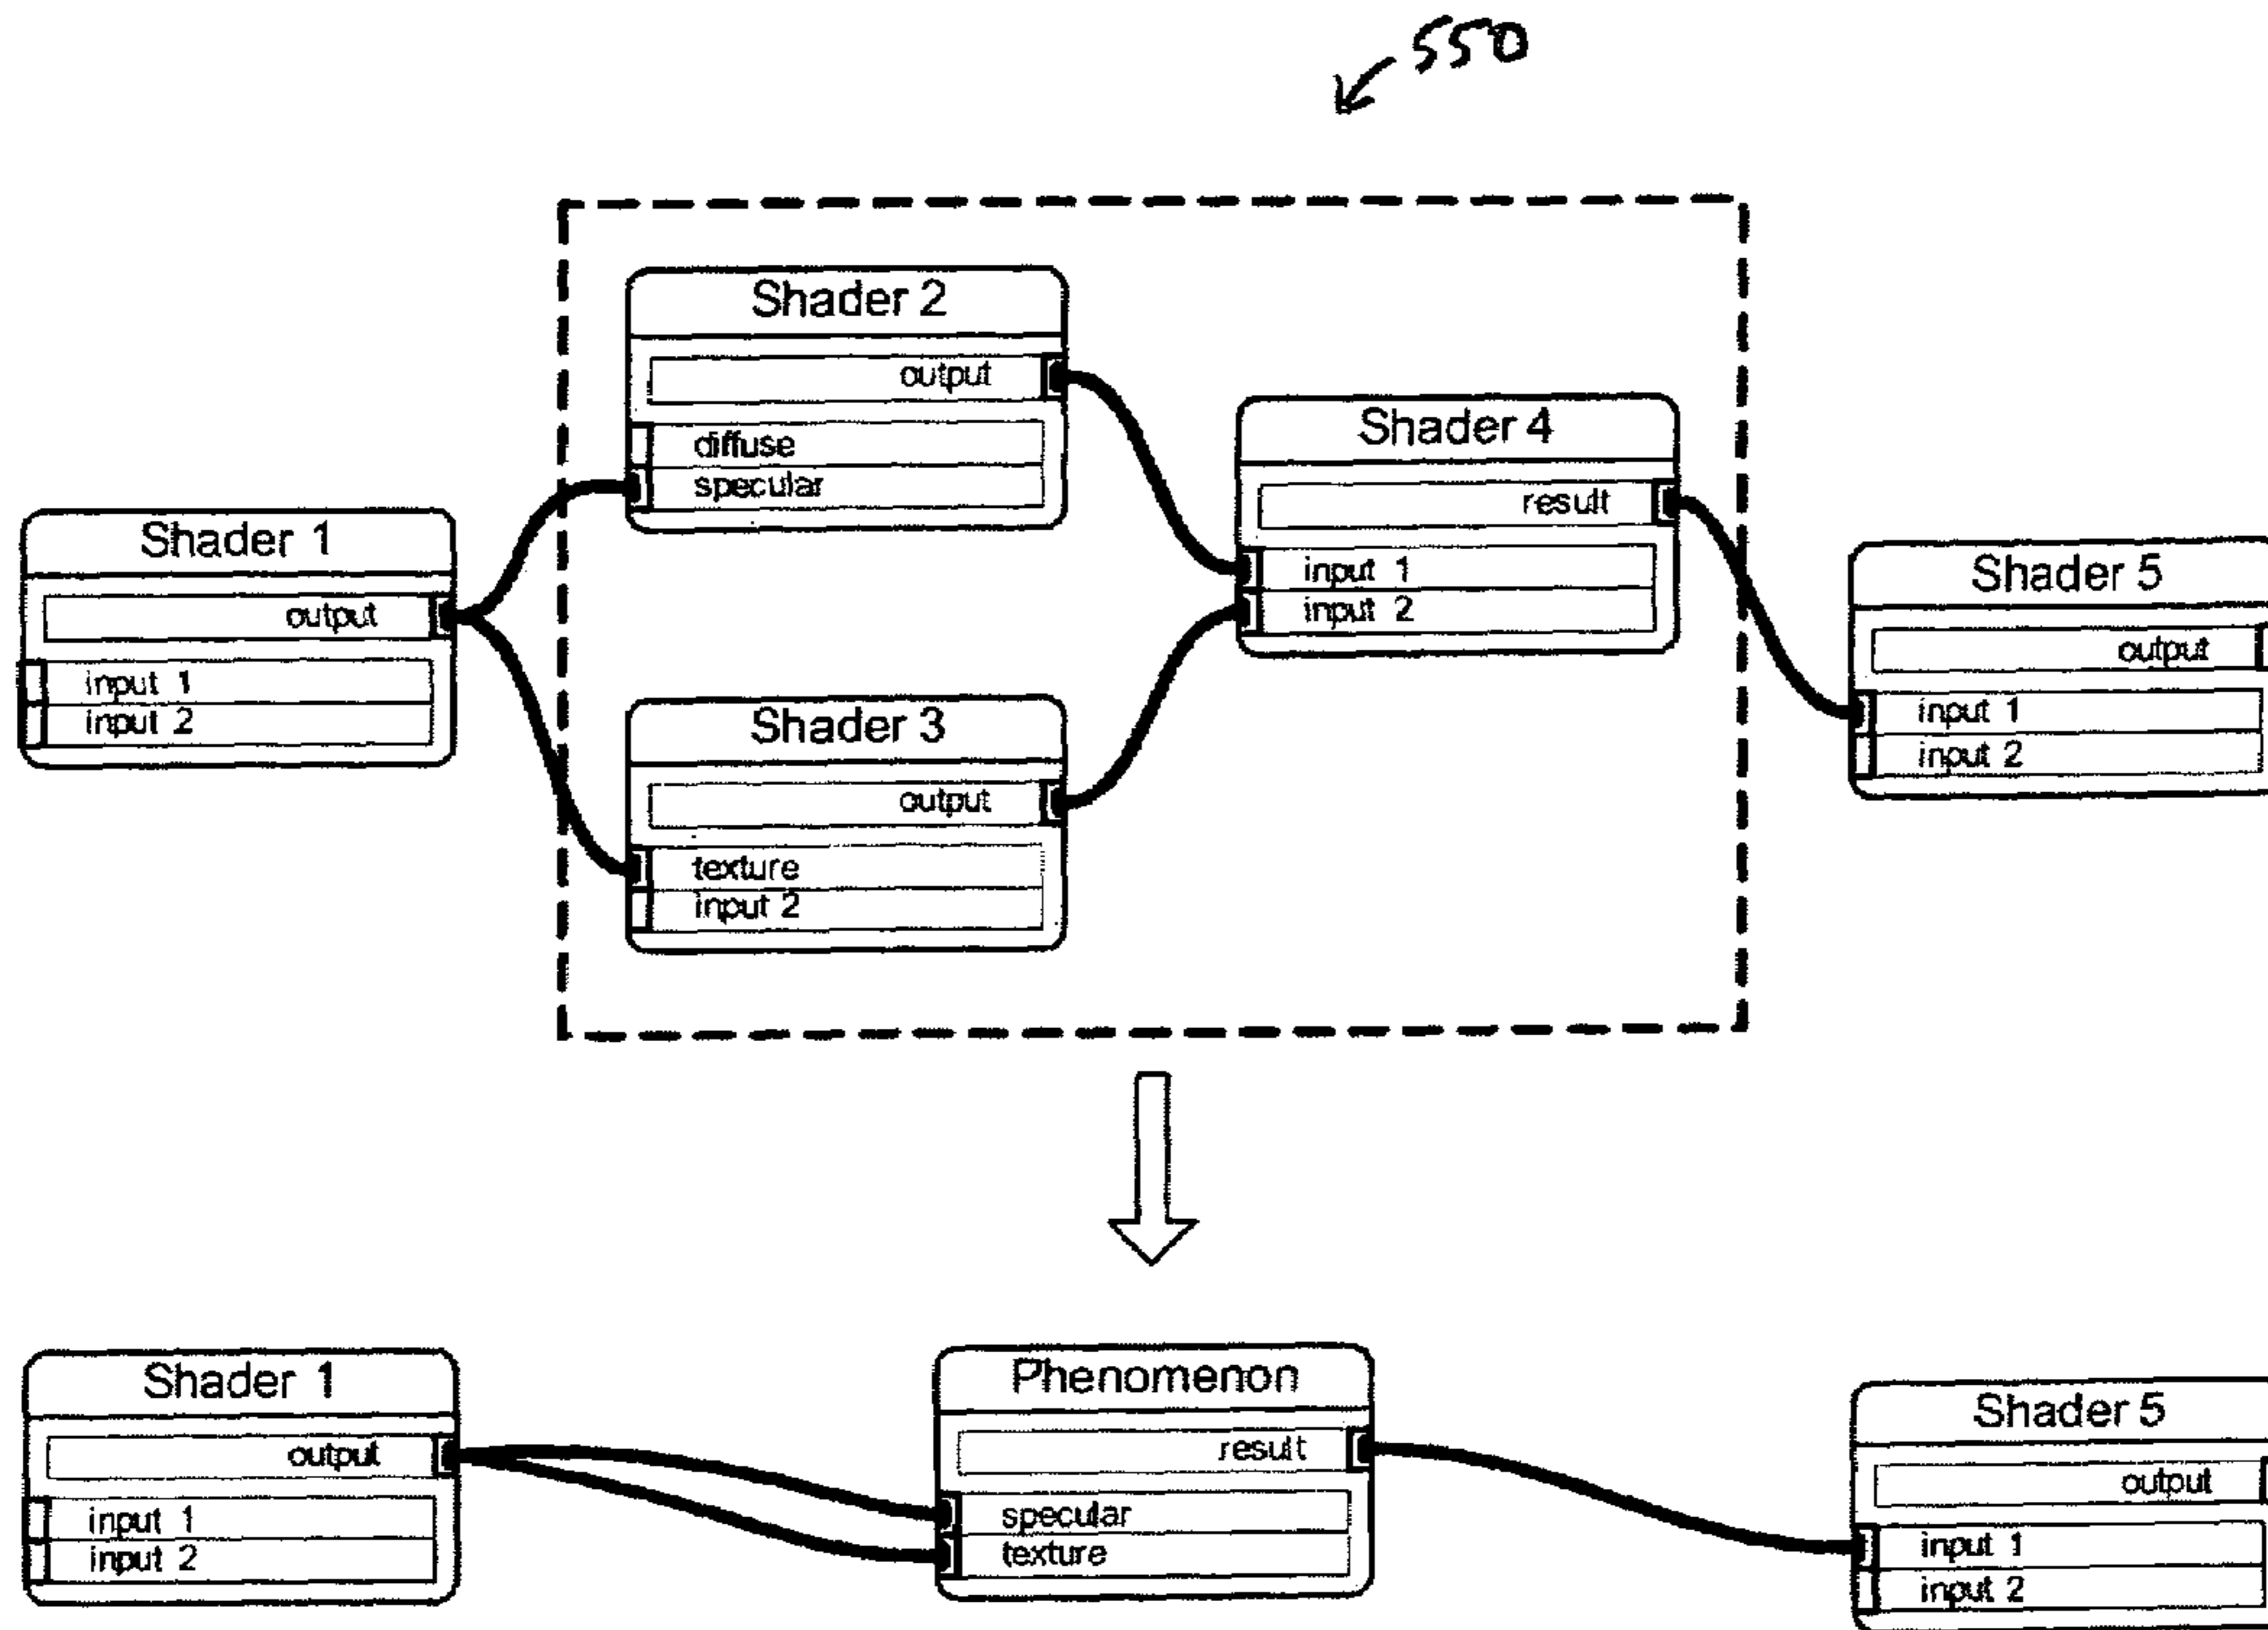 550
Shader 2
output
diffuse
specular
Shader 4
result
input 1
input 2
Shader 1
output
input 1
input 2
Shader 5
output
input 1
input 2
Shader 3
output
texture
input 2
Shader 1
output
input 1
input 2
Phenomenon
result
specular
texture
Shader 5
output
input 1
input 2